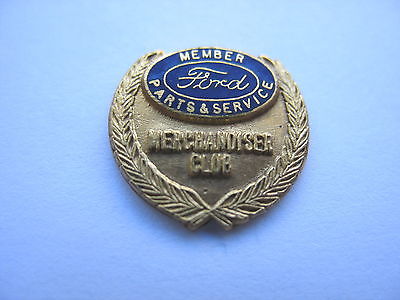 MEMBER
Ford
PARTS & SERVICE
MERCHANDISER
CLUB